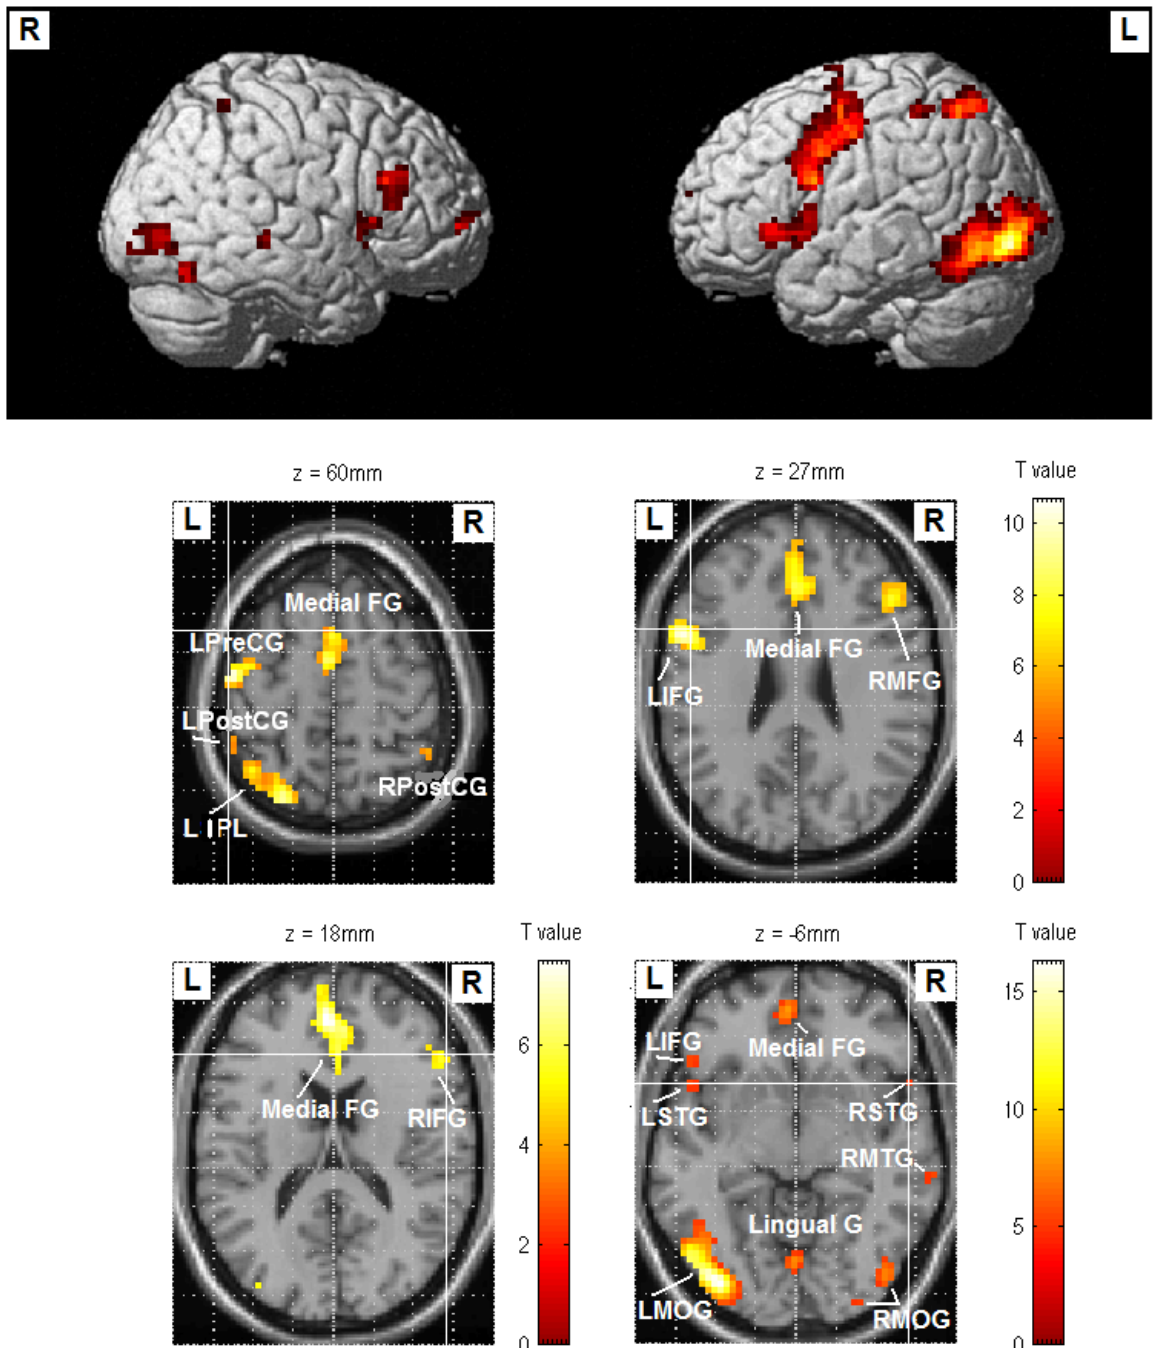 R
L
z = 60mm
z = 27mm
T value
L
R
L
R
10
8
6
4
2
0
Medial FG
LPreCG
LPostCG
RPostCG
L IPL
Medial FG
LIFG
RMFG
z = 18mm
T value
z = -6mm
T value
L
R
L
R
6
4
2
0
15
10
5
0
Medial FG
RIFG
LIFG
Medial FG
LSTG
RSTG
RMTG
Lingual G
LMOG
RMOG